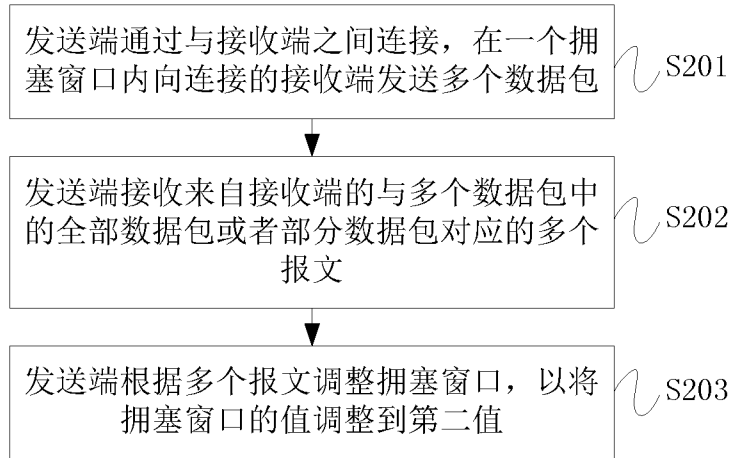 发送端通过与接收端之间连接，在一个拥
塞窗口内向连接的接收端发送多个数据包
S201
发送端接收来自接收端的与多个数据包中
的全部数据包或者部分数据包对应的多个
报文
S202
发送端根据多个报文调整拥塞窗口，以将
拥塞窗口的值调整到第二值
S203